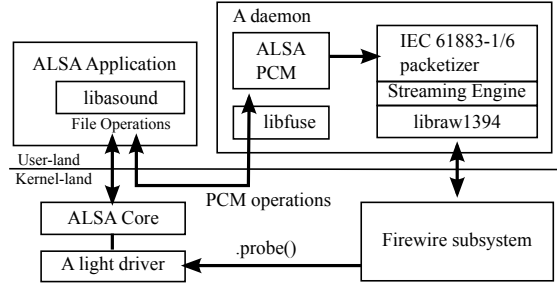 A daemon
ALSA Application
libasound
File Operations
ALSA
PCM
libfuse
IEC 61883-1/6
packetizer
Streaming Engine
libraw1394
User-land
Kernel-land
PCM operations
ALSA Core
A light driver
.probe()
Firewire subsystem